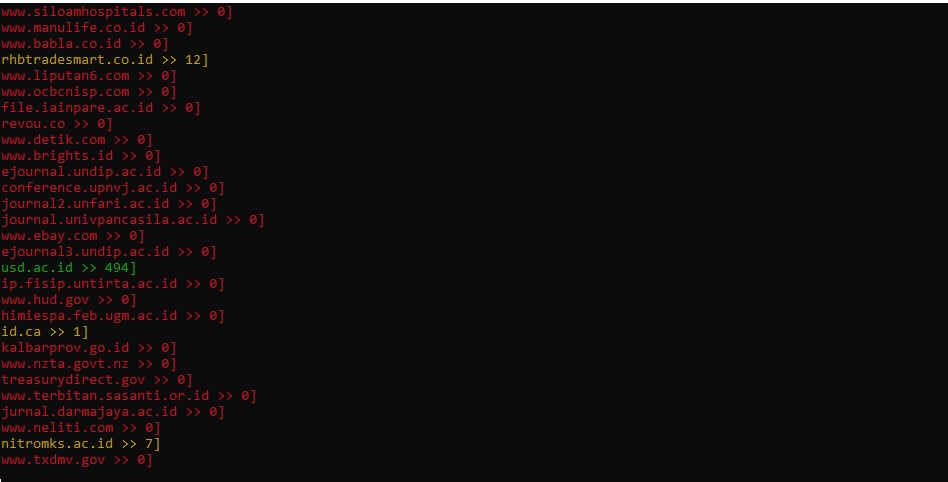 www.siloamhospitals.com >> 0]
www.manulife.co.id >> 0]
www.babla.co.id >> 0]
rhbtradesmart.co.id >> 12]
www.liputan6.com >> 0]
www.ocbcnisp.com >> 0]
file.iainpare.ac.id >> 0]
revou.co >> 0]
www.detik.com >> 0]
www.brights.id >> 0]
ejournal.undip.ac.id >> 0]
conference.upnvj.ac.id >> 0]
journal2.unfari.ac.id >> 0]
journal.univpancasila.ac.id >> 0]
www.ebay.com >> 0]
ejournal3.undip.ac.id >> 0]
usd.ac.id >> 494]
ip.fisip.untirta.ac.id >> 0]
www.hud.gov >> 0]
himiespa.feb.ugm.ac.id >> 0]
id.ca >> 1]
kalbarprov.go.id >> 0]
www.nzta.govt.nz >> 0]
treasurydirect.gov >> 0]
www.terbitan.sasanti.or.id >> 0]
jurnal.darmajaya.ac.id >> 0]
www.neliti.com >> 0]
nitromks.ac.id >> 7]
www.txdmv.gov >> 0]